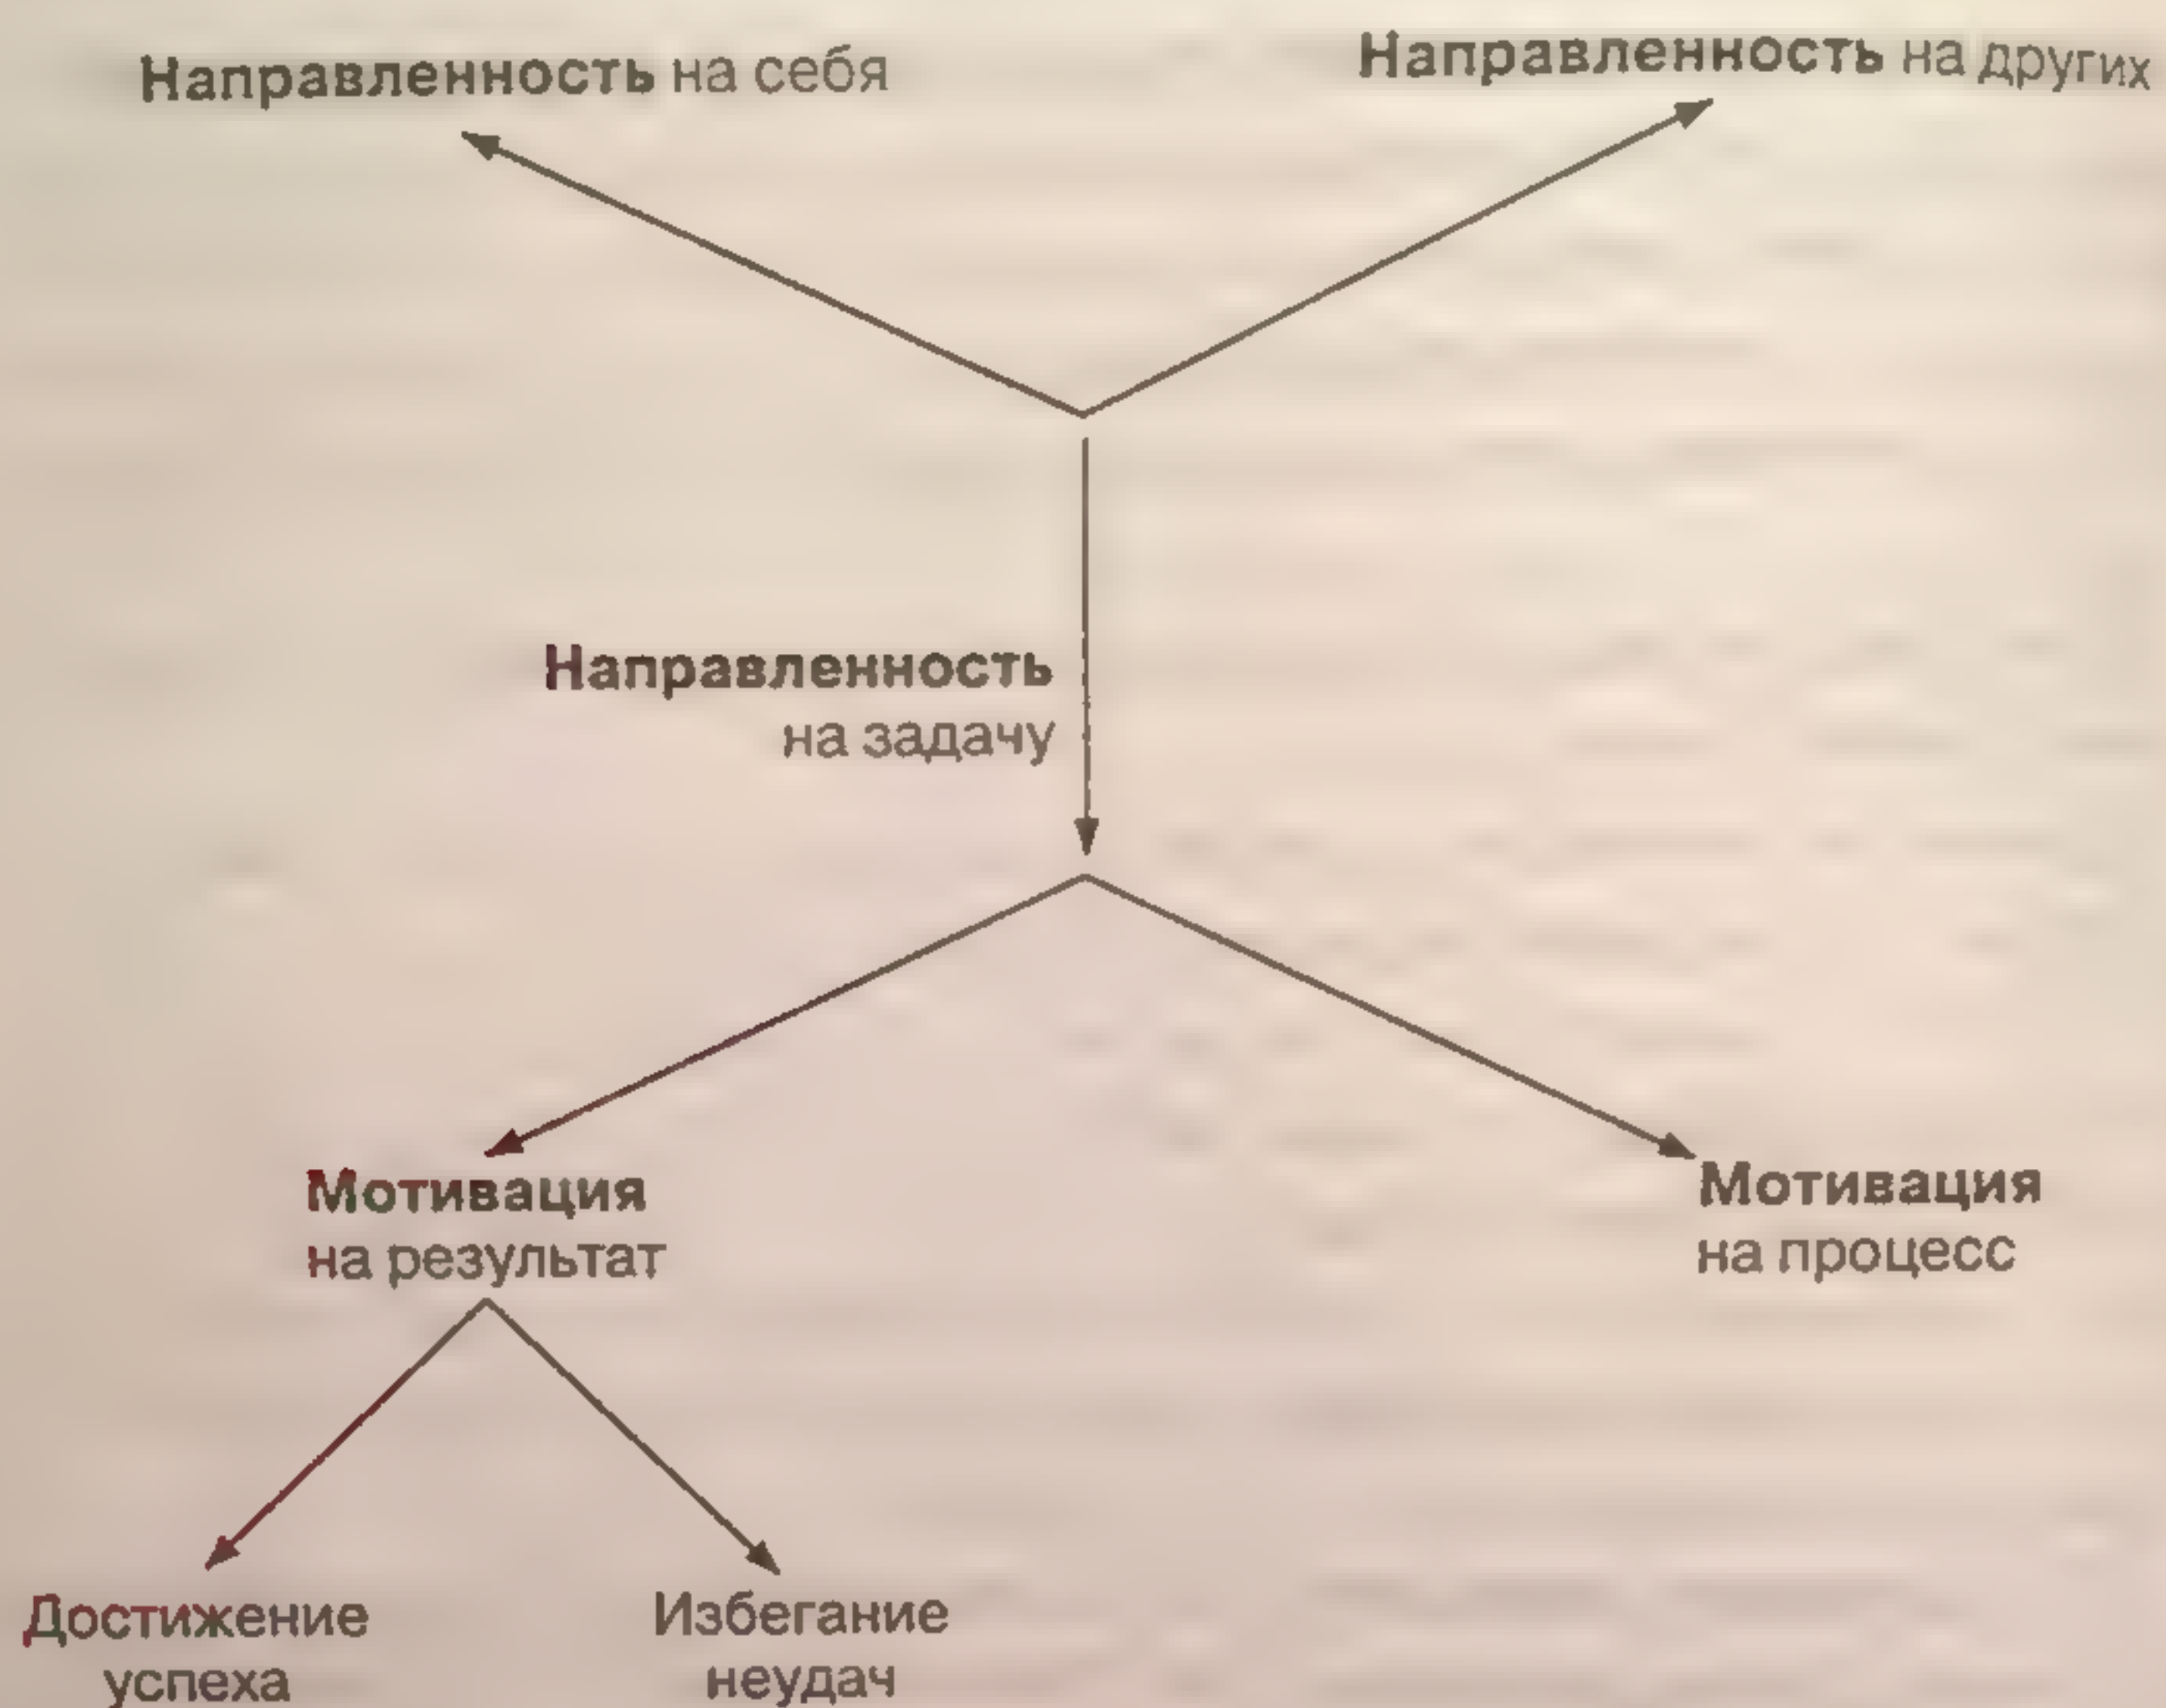 Направленность на себя
Направленность на других
Направленность
на задачу
Мотивация
на результат
Мотивация
на процесс
Достижение
успеха
Избегание
неудач